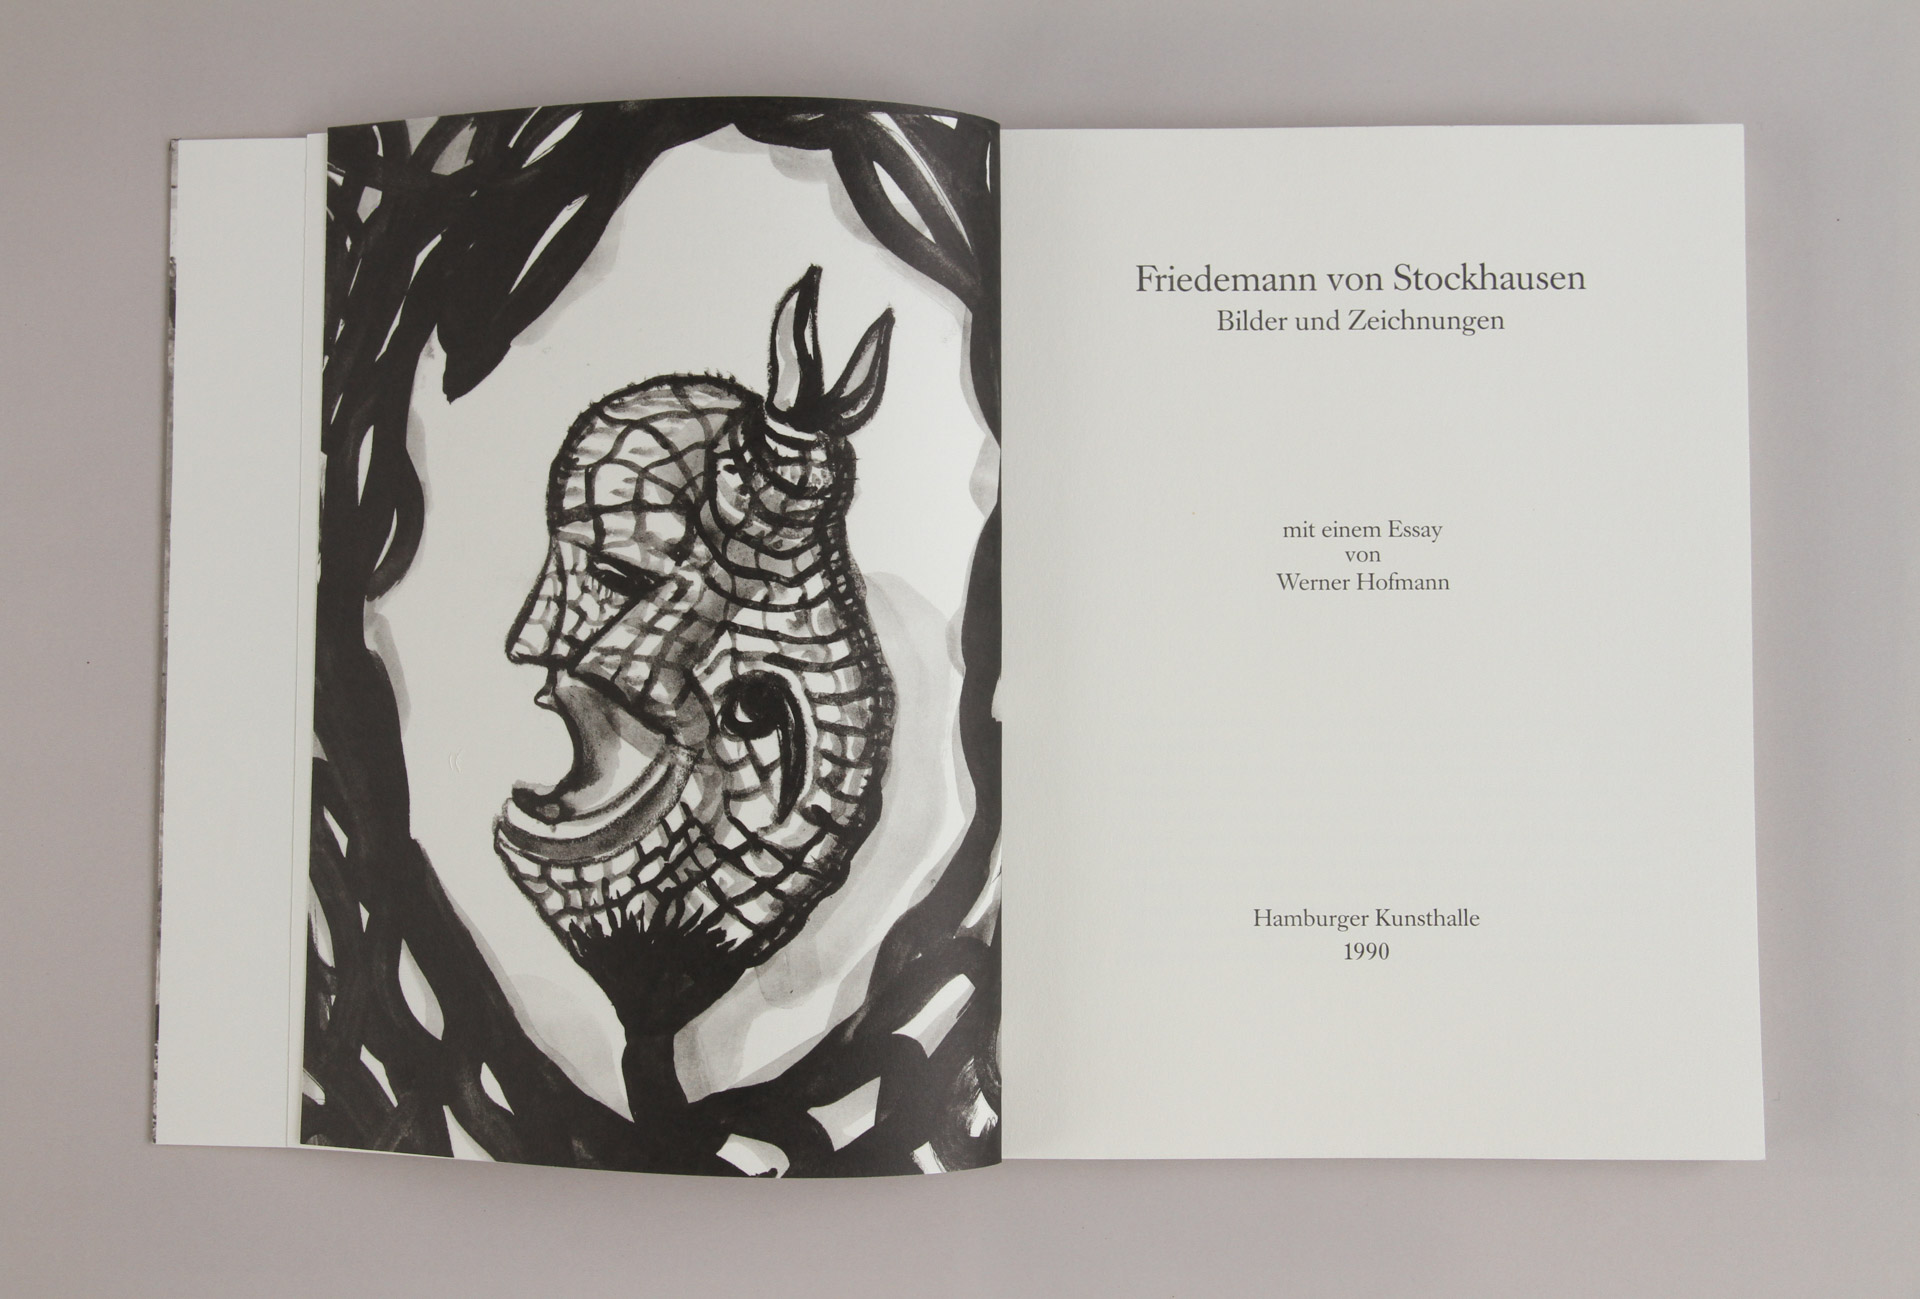 Friedemann von Stockhausen
Bilder und Zeichnungen
mit einem Essay
von
Werner Hofmann
Hamburger Kunsthalle
1990